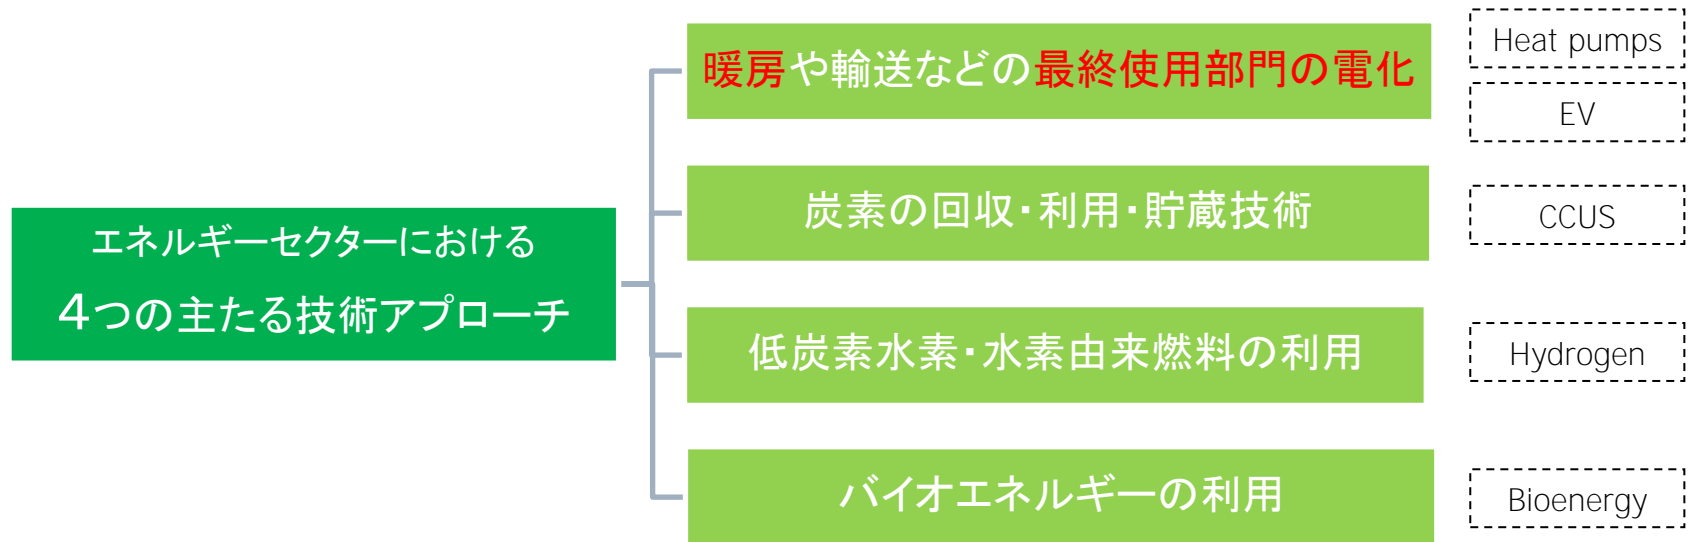 エネルギーセクターにおける
4つの主たる技術アプローチ
暖房や輸送などの最終使用部門の電化
Heat pumps
EV
炭素の回収・利用・貯蔵技術
CCUS
低炭素水素・水素由来燃料の利用
Hydrogen
バイオエネルギーの利用
Bioenergy